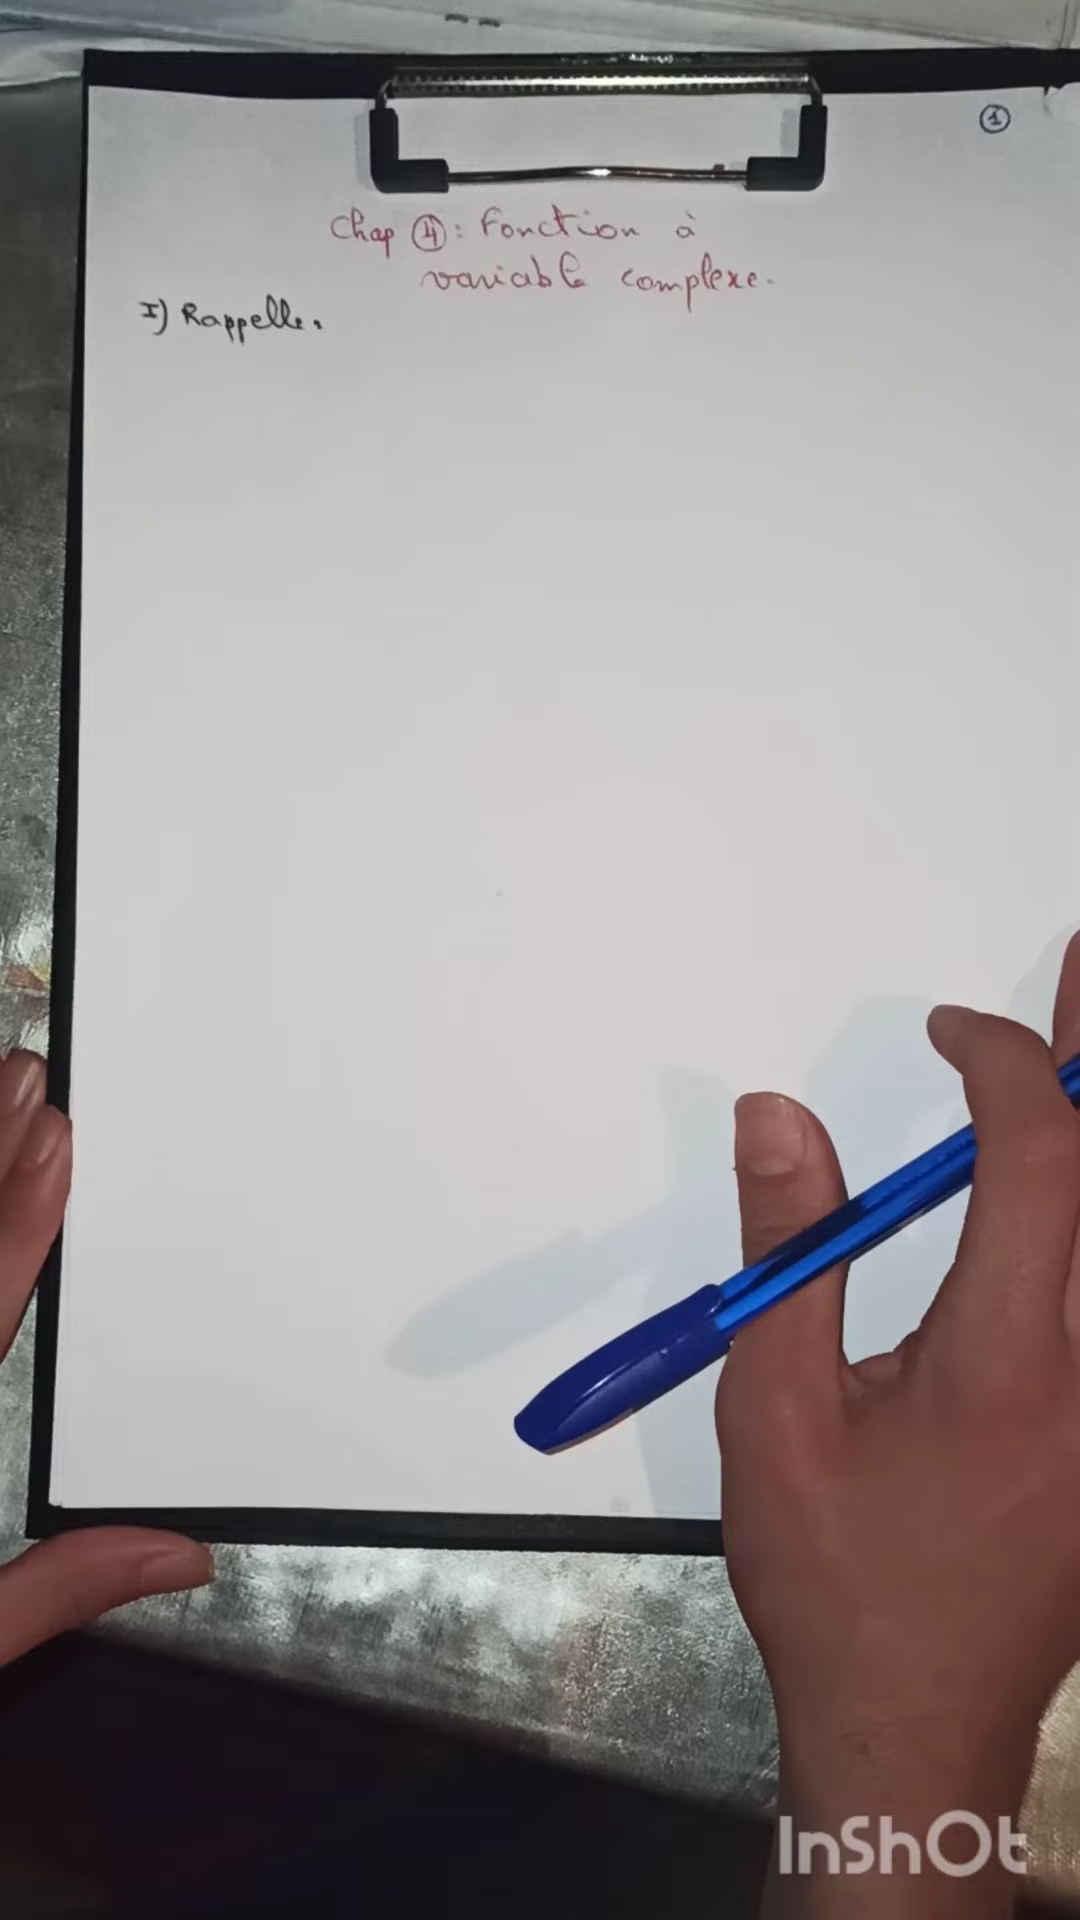 ①
Chap ④: Fonction à
variable complexe.
I) Rappelle.
InShOt